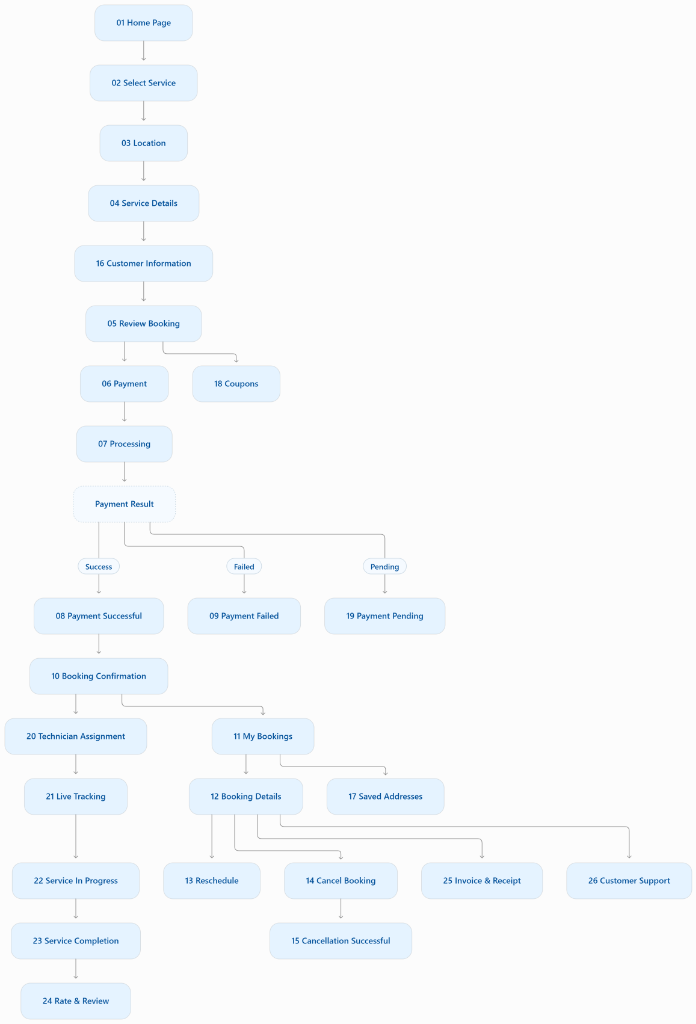 01 Home Page
02 Select Service
03 Location
04 Service Details
16 Customer Information
05 Review Booking
06 Payment
18 Coupons
07 Processing
Payment Result
Success
Failed
Pending
08 Payment Successful
09 Payment Failed
19 Payment Pending
10 Booking Confirmation
20 Technician Assignment
11 My Bookings
21 Live Tracking
12 Booking Details
17 Saved Addresses
22 Service In Progress
13 Reschedule
14 Cancel Booking
25 Invoice & Receipt
26 Customer Support
23 Service Completion
15 Cancellation Successful
24 Rate & Review